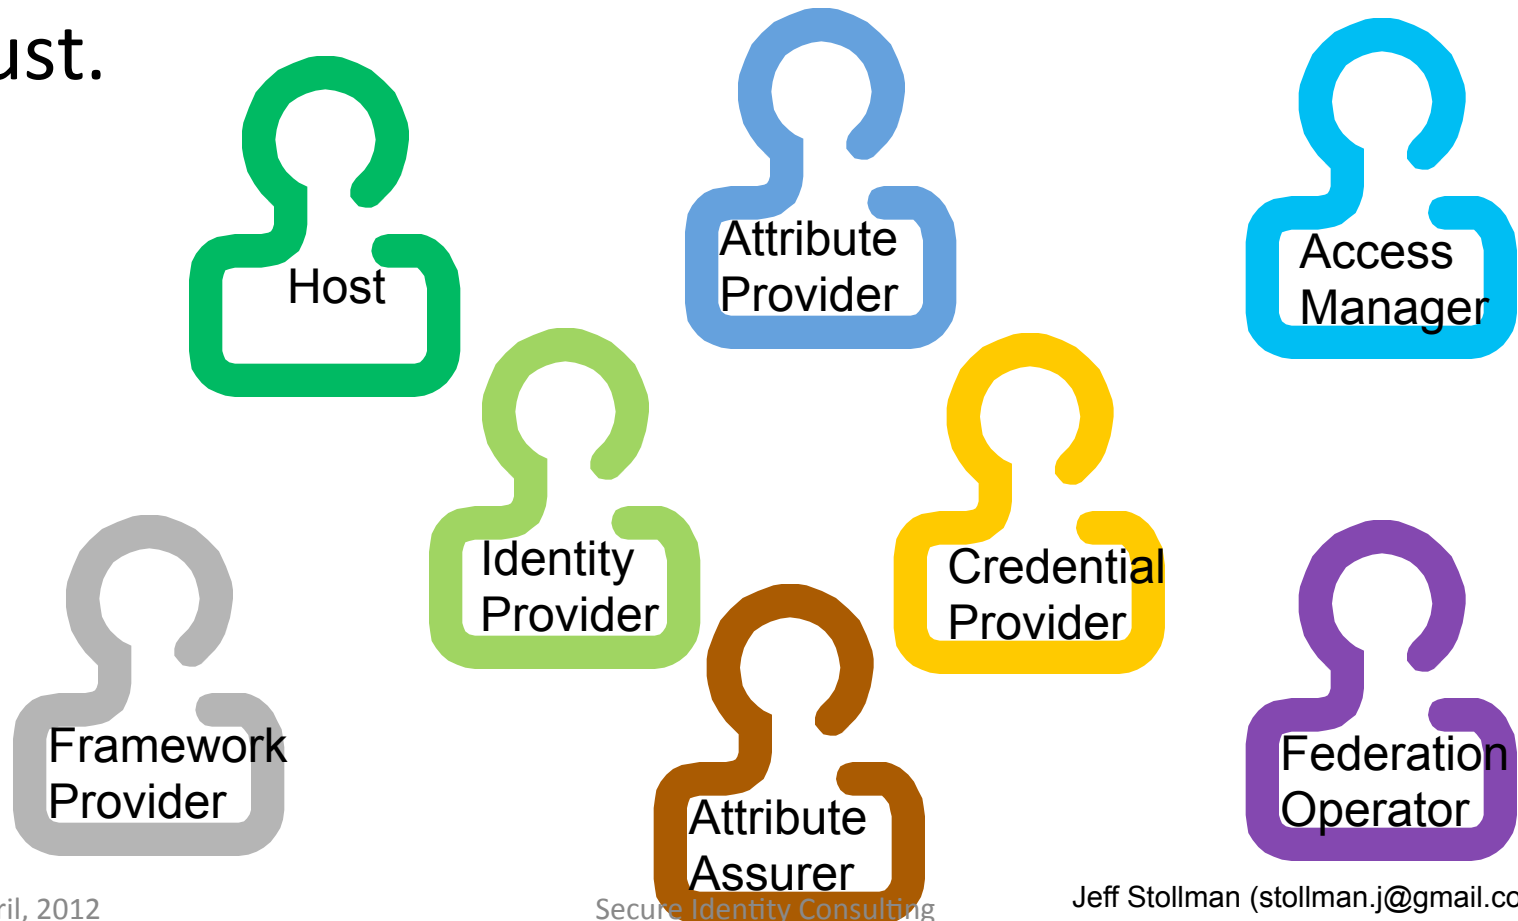 ust.
Host
Attribute
Provider
Access
Manager
Identity
Provider
Credential
Provider
Framework
Provider
Attribute
Assurer
Federation
Operator
ril, 2012
Secure Identity Consulting
Jeff Stollman (stollman.j@gmail.co